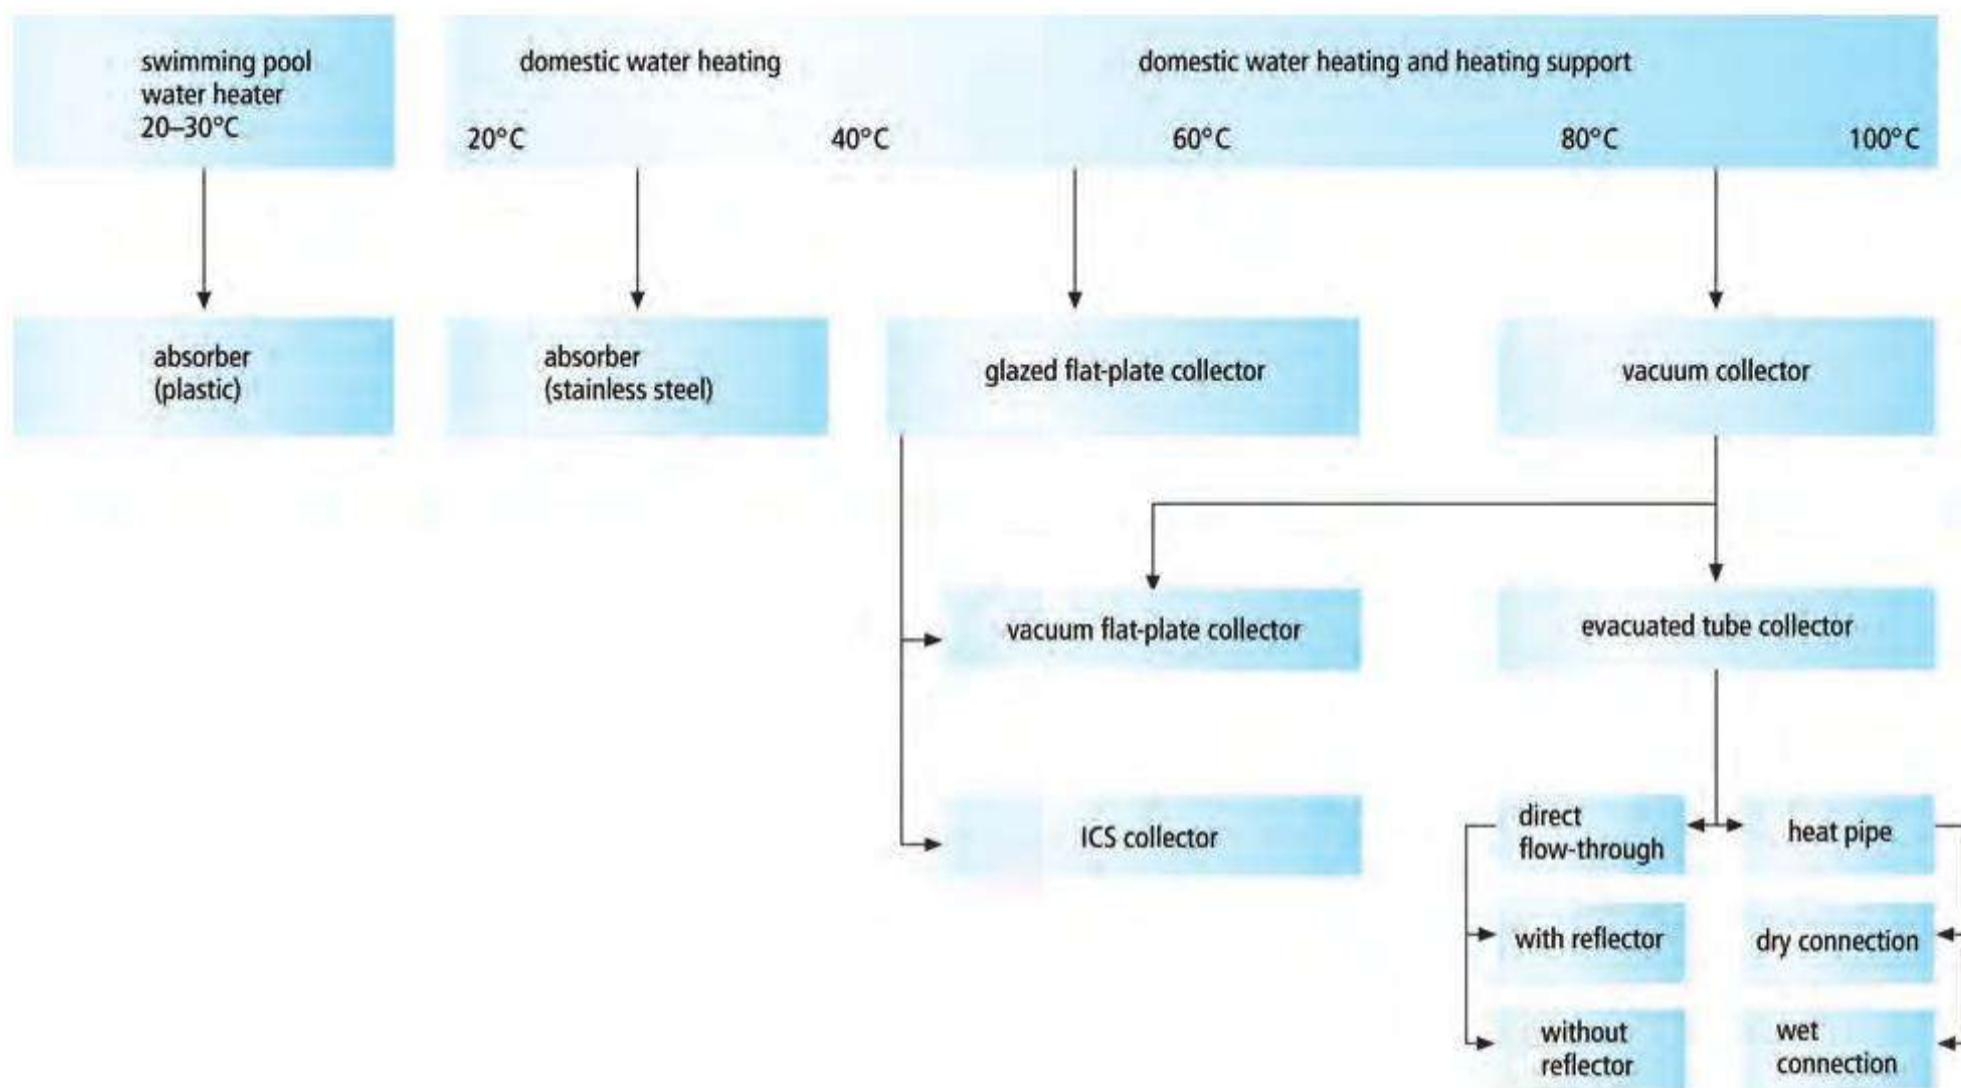 swimming pool
water heater
20–30°C
domestic water heating
domestic water heating and heating support
20°C
40°C
60°C
80°C
100°C
absorber
(plastic)
absorber
(stainless steel)
glazed flat-plate collector
vacuum collector
vacuum flat-plate collector
evacuated tube collector
ICS collector
direct
flow-through
heat pipe
with reflector
dry connection
without
reflector
wet
connection